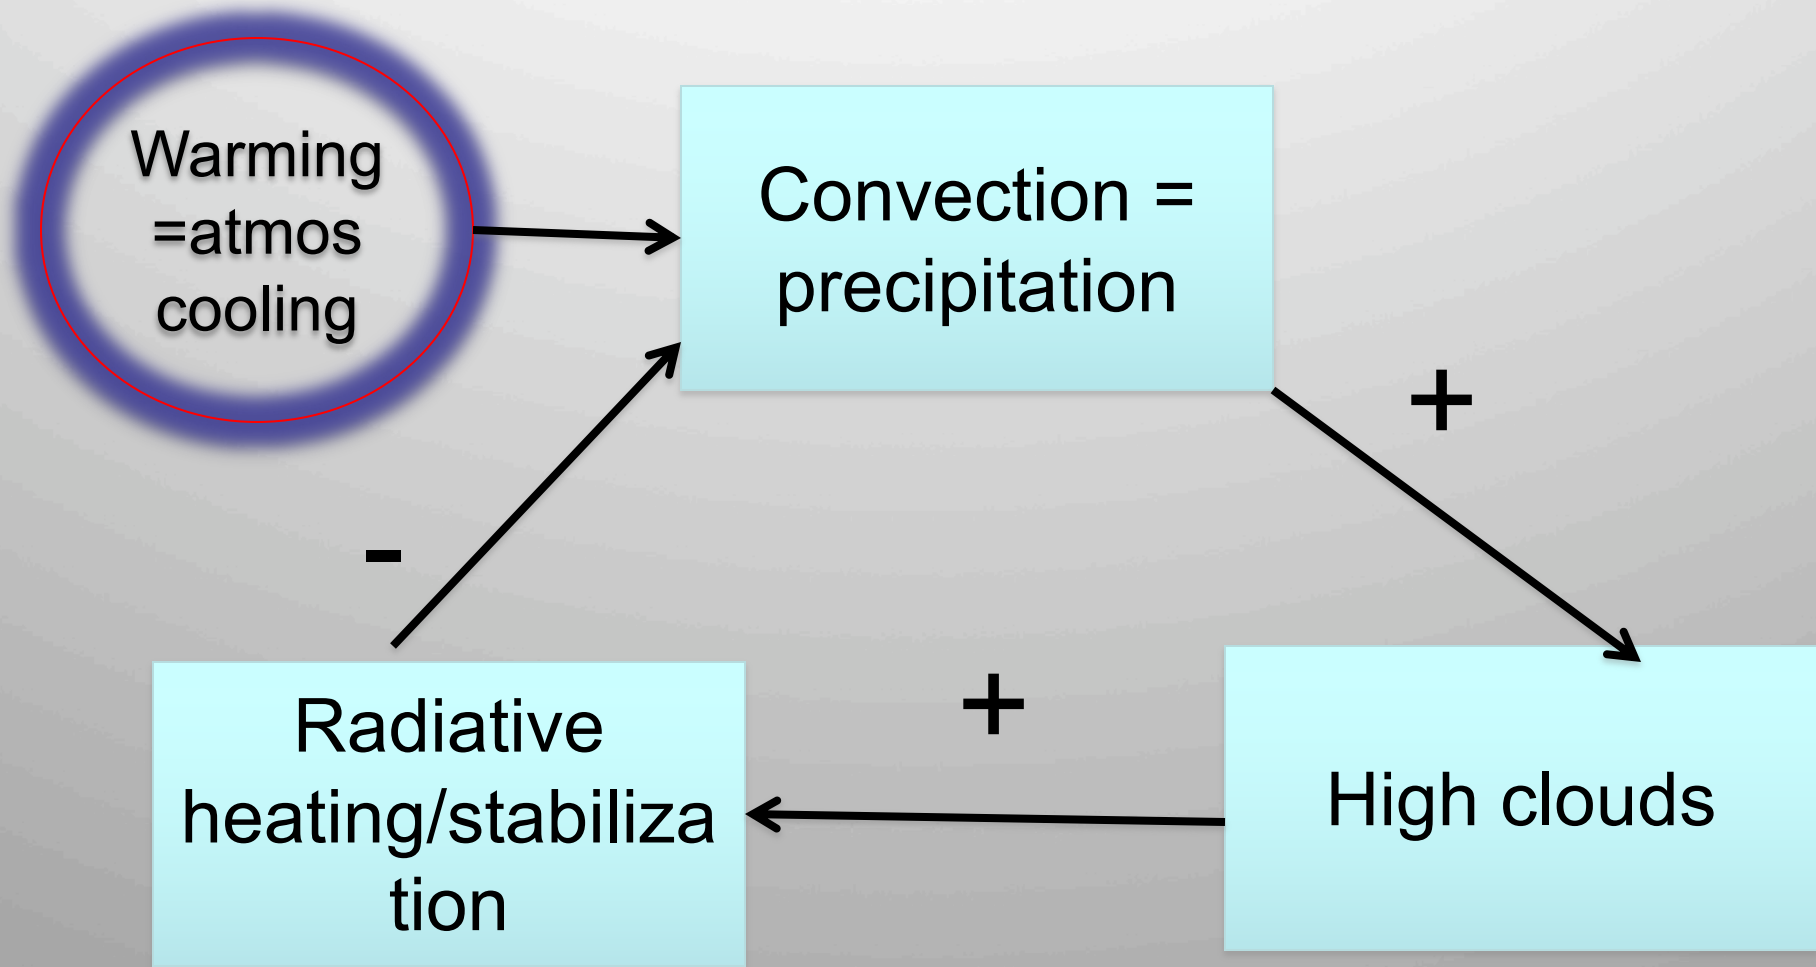 Warming
=atmos
cooling
Convection =
precipitation
+
-
+
Radiative
heating/stabiliza
tion
High clouds